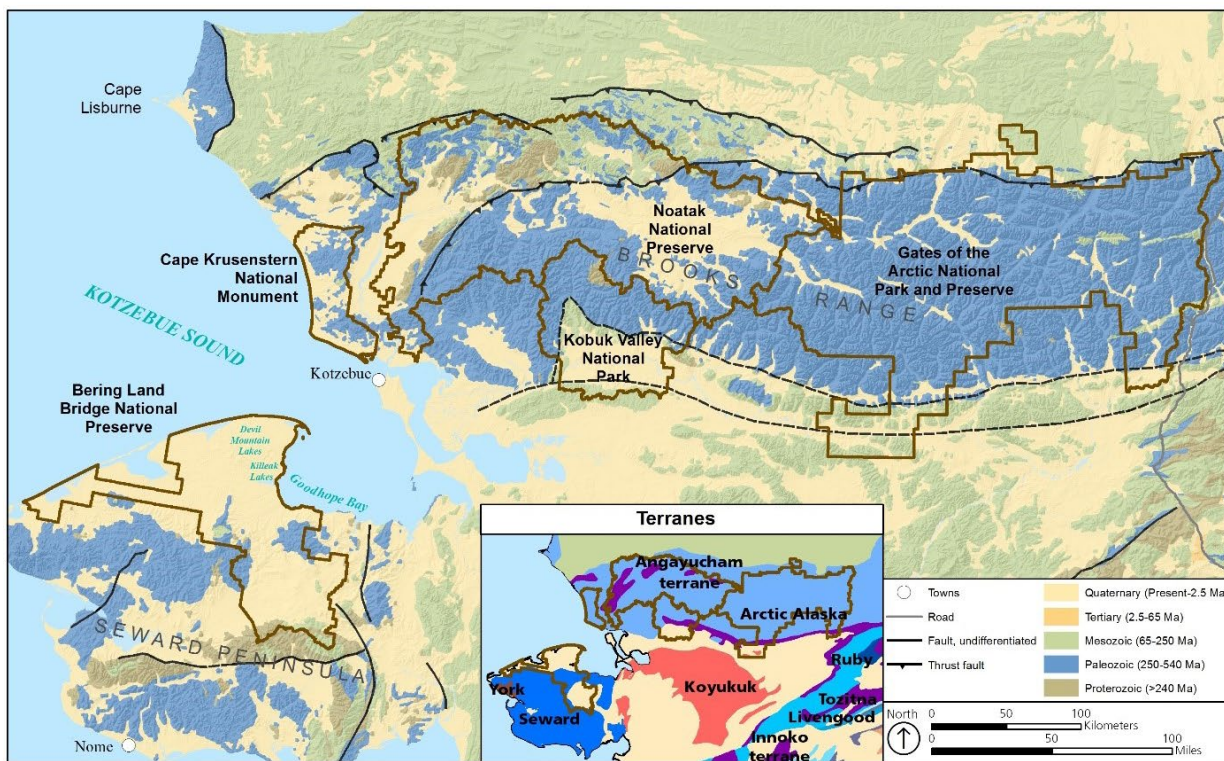 Cape
Lisburne
Noatak
National
Preserve
Gates of the
Arctic National
Park and Preserve
BROOKS
RANGE
Cape Krusenstern
National
Monument
KOTZEBUE SOUND
Kotzebue
Kobuk Valley
National
Park
Bering Land
Bridge National
Preserve
Devil
Mountain
Lakes
Killeak
Lakes
Goodhope Bay
SEWARD PENINSULA
Nome
Terranes
Angayucham
terrane
Arctic Alaska
Ruby
Koyukuk
Tozitna
York
Seward
Livengood
Innoko
terrane
Towns
Road
Fault, undifferentiated
Thrust fault
Quaternary (Present-2.5 Ma
Tertiary (2.5-65 Ma)
Mesozoic (65-250 Ma)
Paleozoic (250-540 Ma)
Proterozoic (>240 Ma)
North
0 50 100
Kilometers
0 50 100
Miles